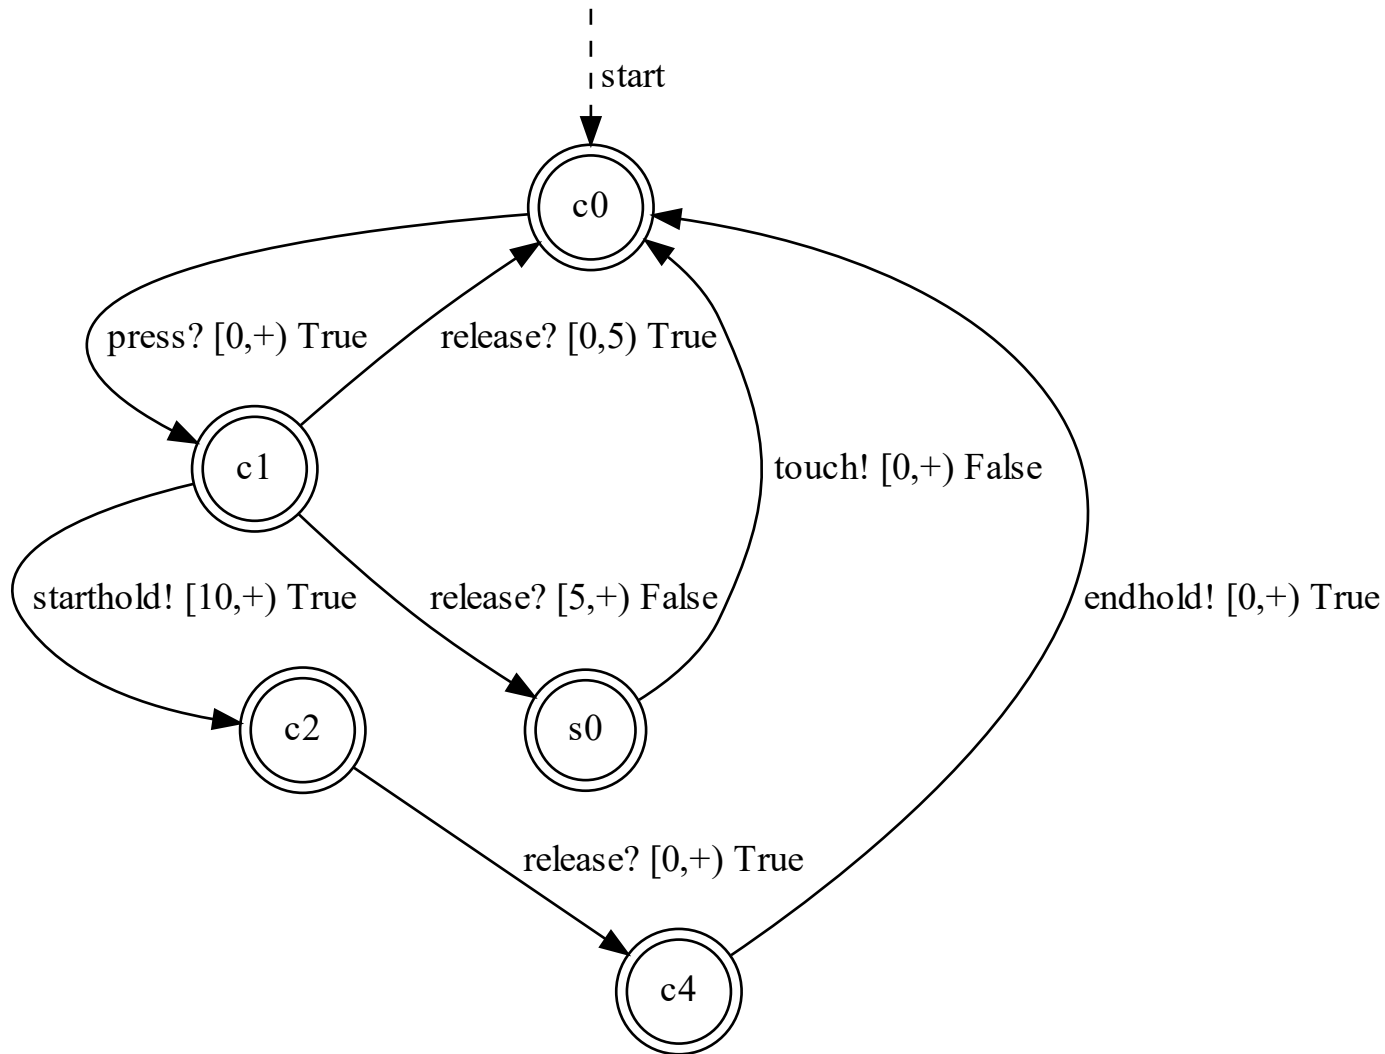 start
c0
press? [0,+) True
release? [0,5) True
c1
touch! [0,+) False
starthold! [10,+) True
release? [5,+) False
endhold! [0,+) True
c2
s0
release? [0,+) True
c4